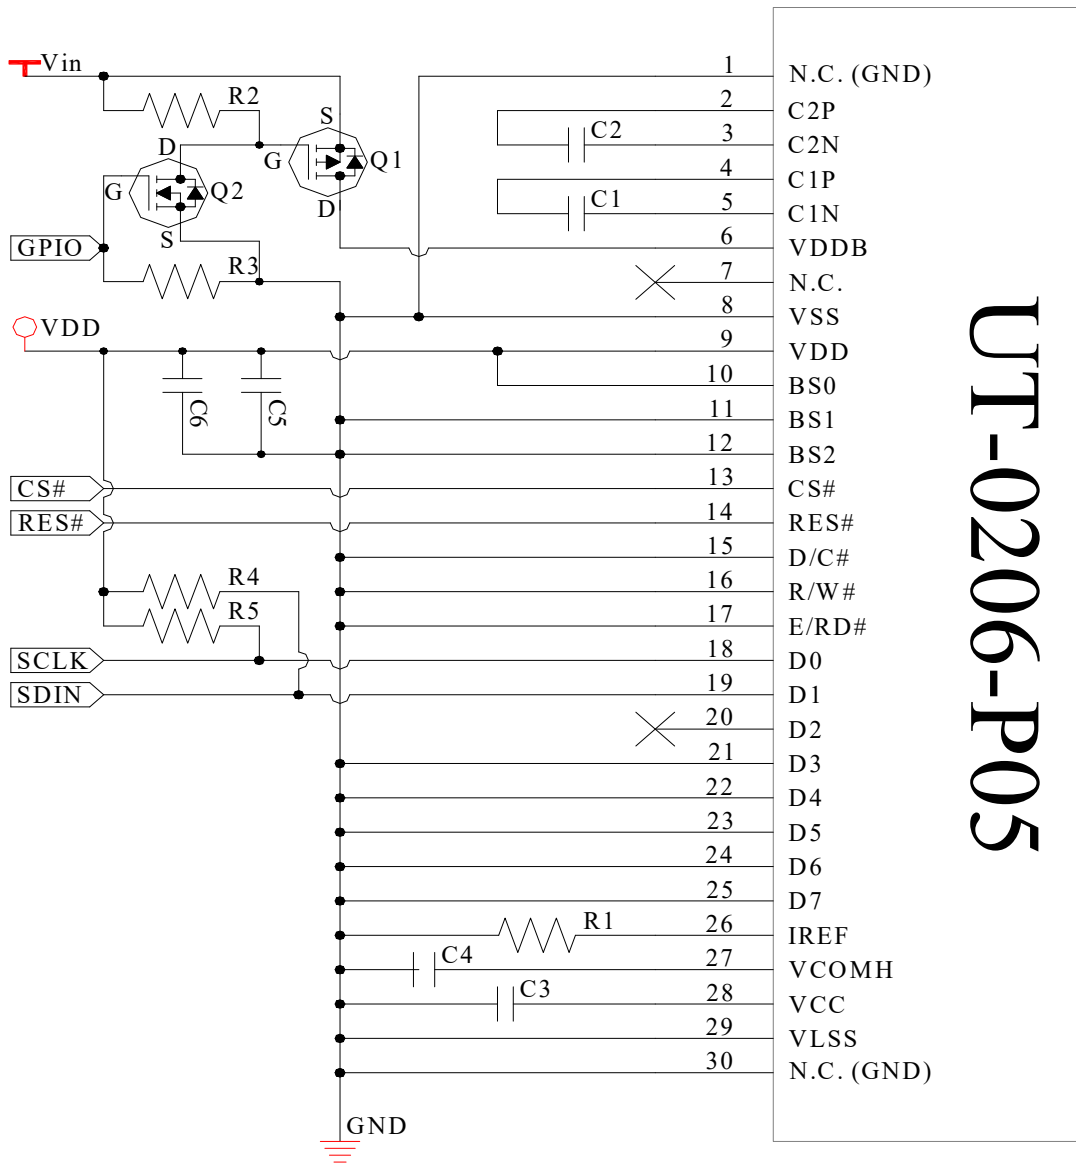 Vin
R2
S
D
G
Q1
G
Q2
D
S
GPIO
R3
VDD
C6
C5
CS#
RES#
R4
R5
SCLK
SDIN
C2
C1
R1
C4
C3
GND
1 N.C. (GND)
2 C2P
3 C2N
4 C1P
5 C1N
6 VDDB
7 N.C.
8 VSS
9 VDD
10 BS0
11 BS1
12 BS2
13 CS#
14 RES#
15 D/C#
16 R/W#
17 E/RD#
18 D0
19 D1
20 D2
21 D3
22 D4
23 D5
24 D6
25 D7
26 IREF
27 VCOMH
28 VCC
29 VLSS
30 N.C. (GND)
UT-0206-P05